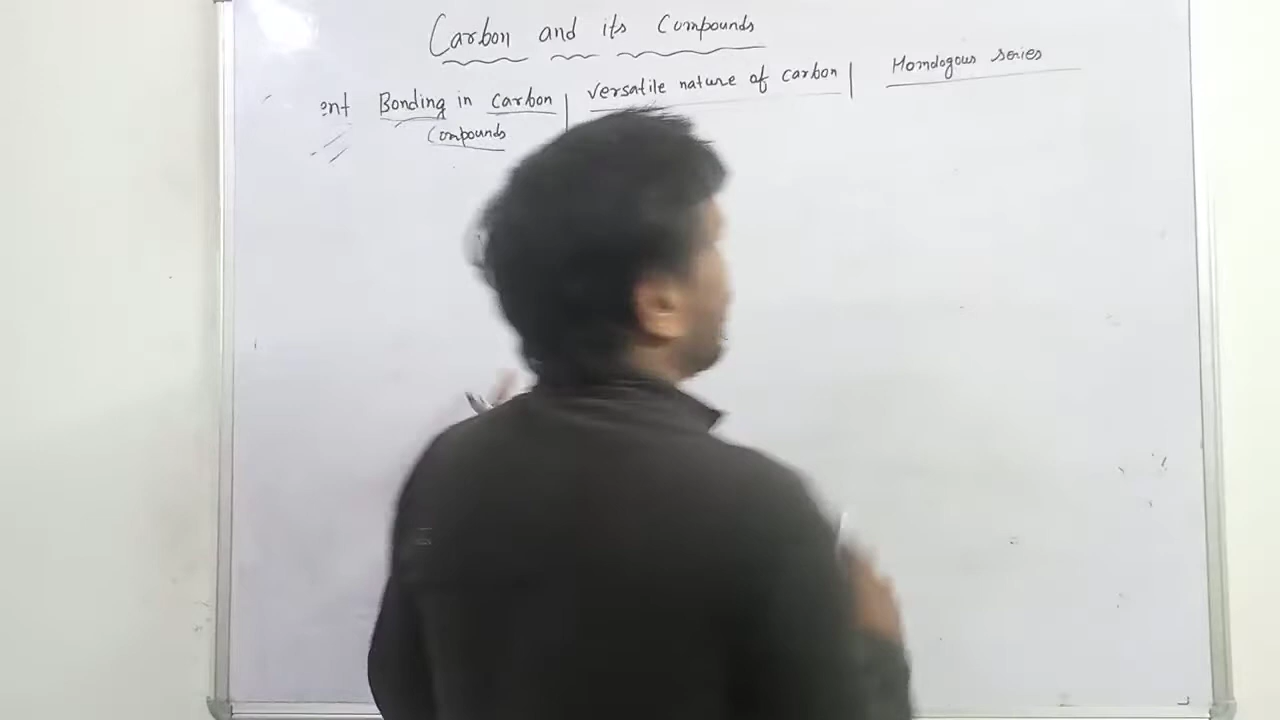 Carbon and its Compounds
ent Bonding in Carbon | versatile nature of carbon | Homologous series
Compounds